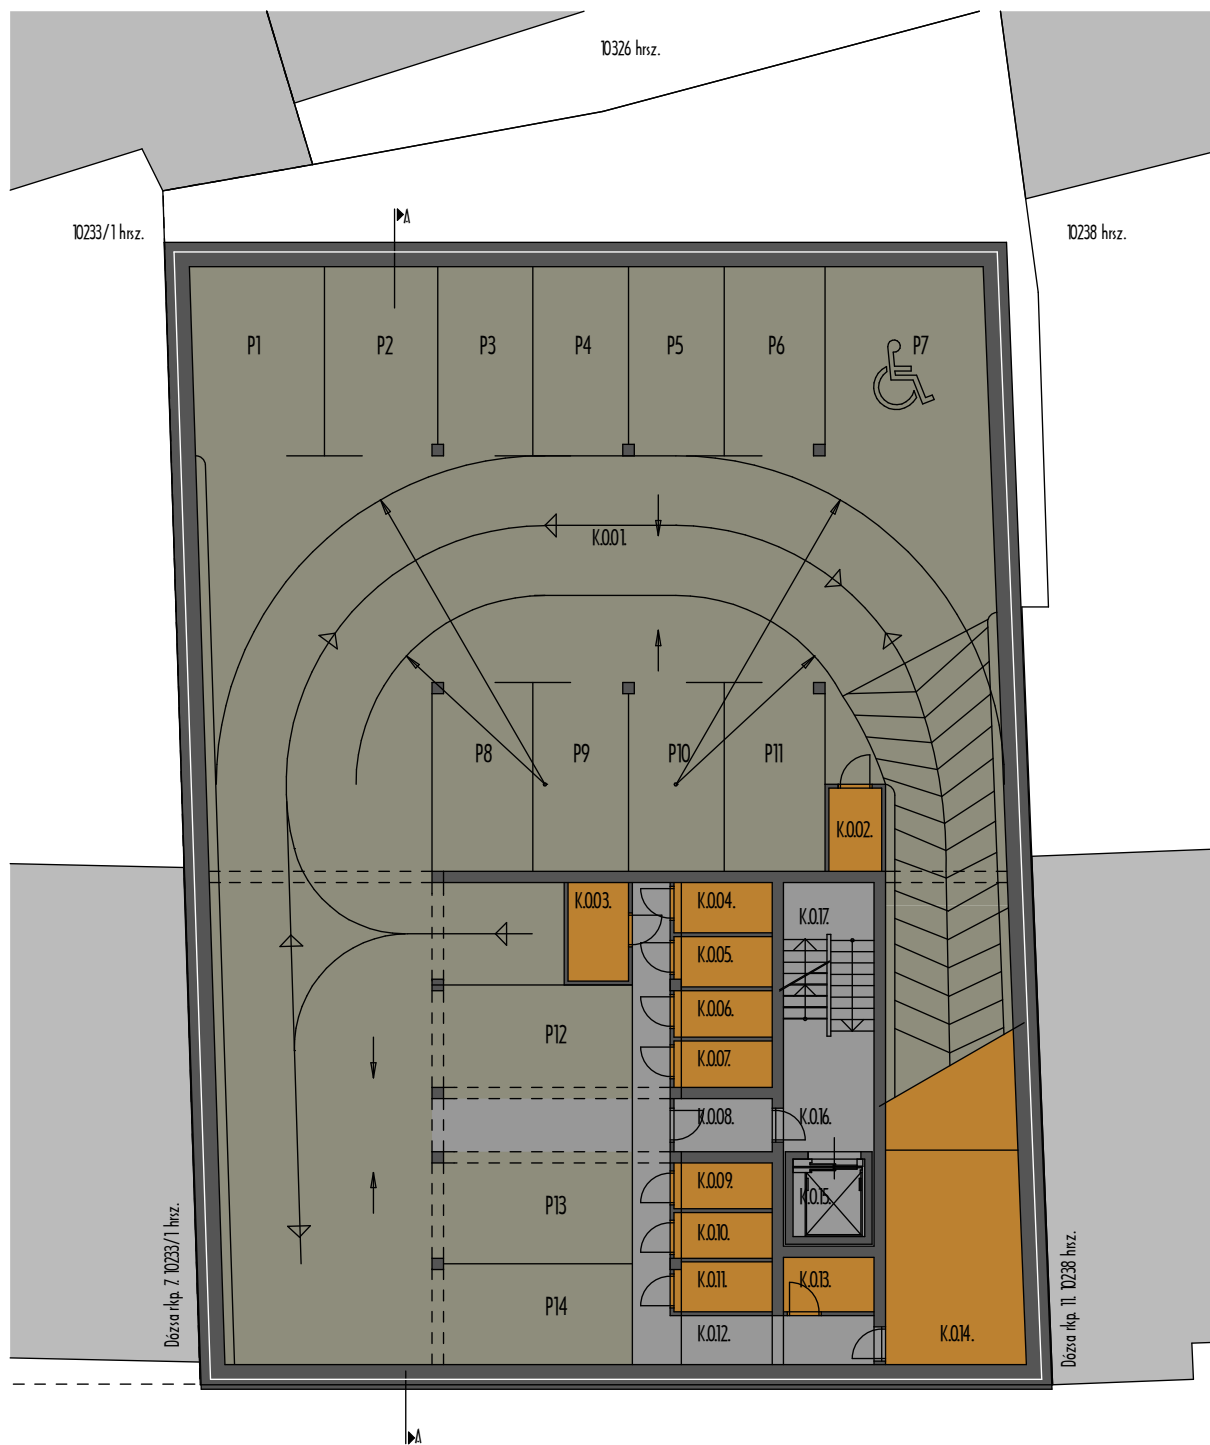 10326 hrsz.
A
10233/1 hrsz.
10238 hrsz.
P1
P2
P3
P4
P5
P6
P7
K.0.01.
P8
P9
P10
P11
K.0.02.
K.0.03.
K.0.04.
K.0.17.
K.0.05.
K.0.06.
P12
K.0.07.
K.0.08.
K.0.16.
K.0.09.
K.0.15.
P13
K.0.10.
K.0.11.
K.0.13.
P14
K.0.12.
K.0.14.
Dózsa rkp. 7. 10233/1 hrsz.
Dózsa rkp. 11. 10238 hrsz.
A